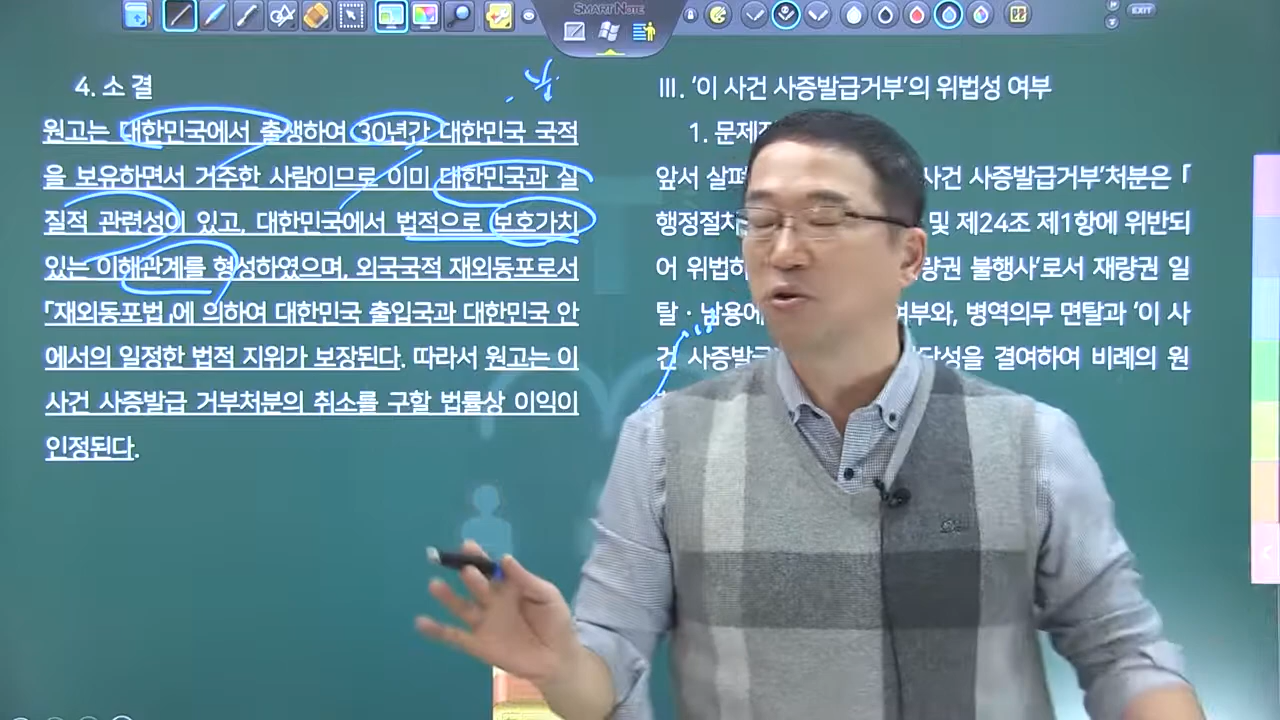 SMART NOTE
EXIT
4. 소 결
원고는 대한민국에서 출생하여 30년간 대한민국 국적
을 보유하면서 거주한 사람이므로 이미 대한민국과 실
질적 관련성이 있고, 대한민국에서 법적으로 보호가치
있는 이해관계를 형성하였으며, 외국국적 재외동포로서
「재외동포법」에 의하여 대한민국 출입국과 대한민국 안
에서의 일정한 법적 지위가 보장된다. 따라서 원고는 이
사건 사증발급 거부처분의 취소를 구할 법률상 이익이
인정된다.
III. ‘이 사건 사증발급거부’의 위법성 여부
1. 문제
앞서 사건 사증발급거부’처분은 「
행정절차 및 제24조 제1항에 위반되
어 불행사’로서 재량권 일
탈 · 남용에 여부와, 병역의무 면탈과 ‘이 사
건 결여하여 비례의 원